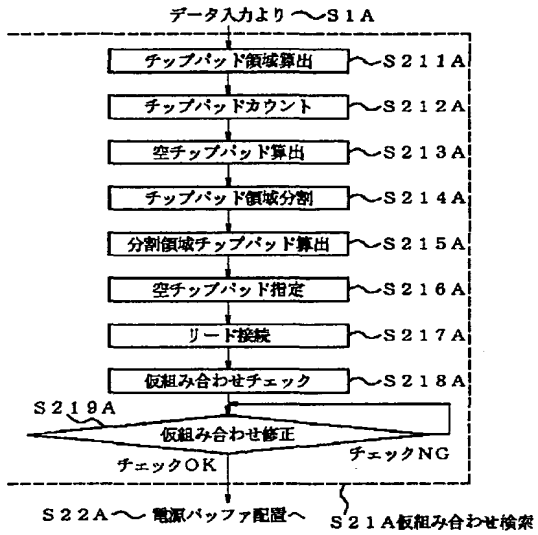 データ入力より S1A
チップパッド領域算出 S211A
チップパッドカウント S212A
空チップパッド算出 S213A
チップパッド領域分割 S214A
分割領域チップパッド算出 S215A
空チップパッド指定 S216A
リード接続 S217A
仮組み合わせチェック S218A
S219A
仮組み合わせ修正
チェックOK
チェックNG
S22A 電源バッファ配置へ
S21A仮組み合わせ検索